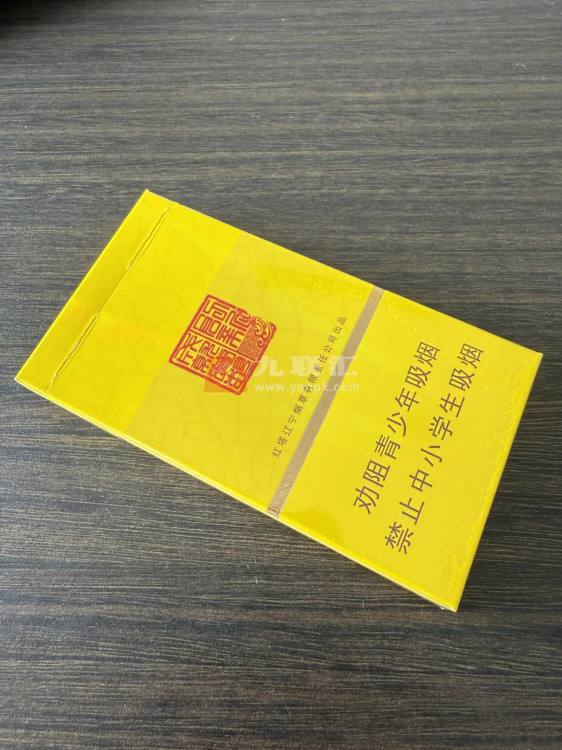 红塔辽宁烟草有限责任公司出品
劝阻青少年吸烟
禁止中小学生吸烟
九联汇